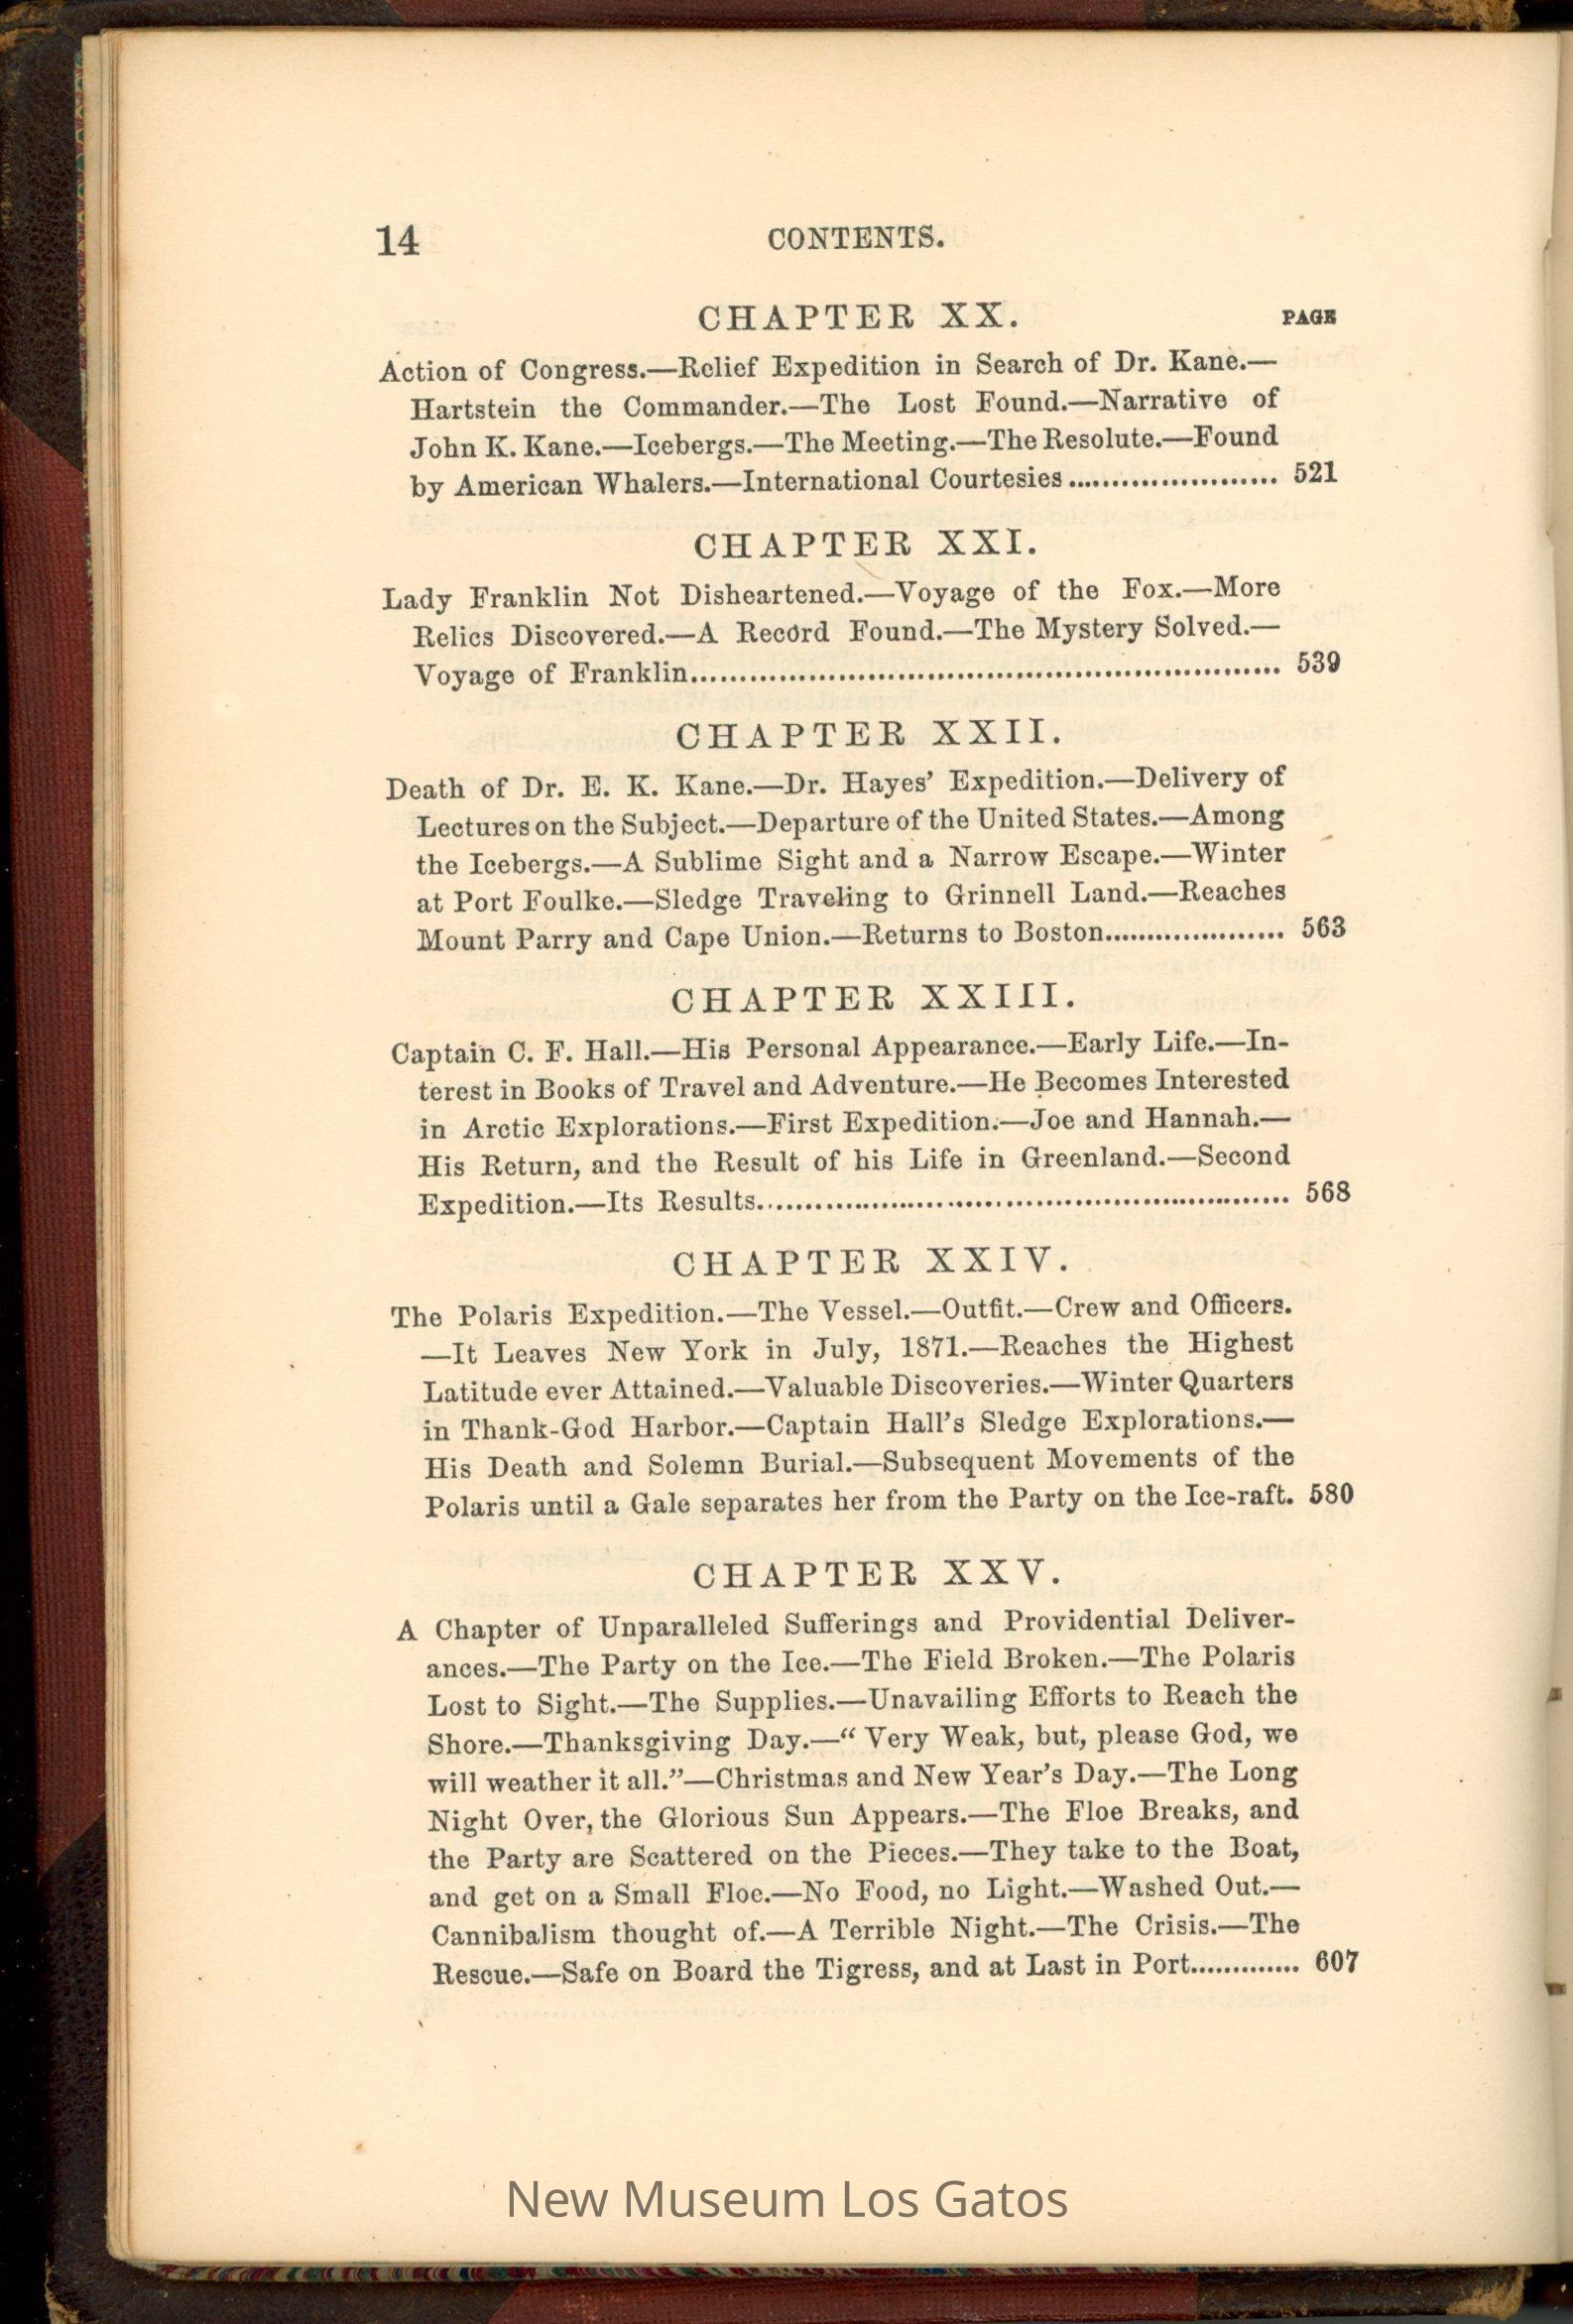 14 CONTENTS.
CHAPTER XX. PAGE
Action of Congress.—Relief Expedition in Search of Dr. Kane.—
Hartstein the Commander.—The Lost Found.—Narrative of
John K. Kane.—Icebergs.—The Meeting.—The Resolute.—Found
by American Whalers.—International Courtesies........................ 521
CHAPTER XXI.
Lady Franklin Not Disheartened.—Voyage of the Fox.—More
Relics Discovered.—A Record Found.—The Mystery Solved.—
Voyage of Franklin.................................................................. 539
CHAPTER XXII.
Death of Dr. E. K. Kane.—Dr. Hayes’ Expedition.—Delivery of
Lectures on the Subject.—Departure of the United States.—Among
the Icebergs.—A Sublime Sight and a Narrow Escape.—Winter
at Port Foulke.—Sledge Traveling to Grinnell Land.—Reaches
Mount Parry and Cape Union.—Returns to Boston.................... 563
CHAPTER XXIII.
Captain C. F. Hall.—His Personal Appearance.—Early Life.—In-
terest in Books of Travel and Adventure.—He Becomes Interested
in Arctic Explorations.—First Expedition.—Joe and Hannah.—
His Return, and the Result of his Life in Greenland.—Second
Expedition.—Its Results............................................................ 568
CHAPTER XXIV.
The Polaris Expedition.—The Vessel.—Outfit.—Crew and Officers.
—It Leaves New York in July, 1871.—Reaches the Highest
Latitude ever Attained.—Valuable Discoveries.—Winter Quarters
in Thank-God Harbor.—Captain Hall’s Sledge Explorations.—
His Death and Solemn Burial.—Subsequent Movements of the
Polaris until a Gale separates her from the Party on the Ice-raft. 580
CHAPTER XXV.
A Chapter of Unparalleled Sufferings and Providential Deliver-
ances.—The Party on the Ice.—The Field Broken.—The Polaris
Lost to Sight.—The Supplies.—Unavailing Efforts to Reach the
Shore.—Thanksgiving Day.—“ Very Weak, but, please God, we
will weather it all.”—Christmas and New Year’s Day.—The Long
Night Over, the Glorious Sun Appears.—The Floe Breaks, and
the Party are Scattered on the Pieces.—They take to the Boat,
and get on a Small Floe.—No Food, no Light.—Washed Out.—
Cannibalism thought of.—A Terrible Night.—The Crisis.—The
Rescue.—Safe on Board the Tigress, and at Last in Port............. 607
New Museum Los Gatos